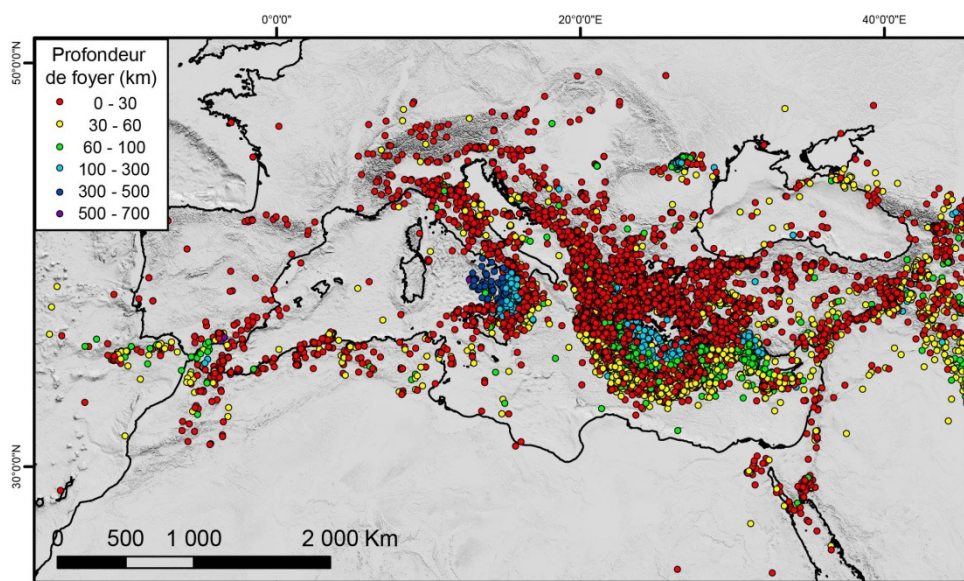 0°0'0"
20°0'0"E
40°0'0"E
50°0'0"N
Profondeur
de foyer (km)
0 - 30
30 - 60
60 - 100
100 - 300
300 - 500
500 - 700
30°0'0"N
0 500 1 000 2 000 Km